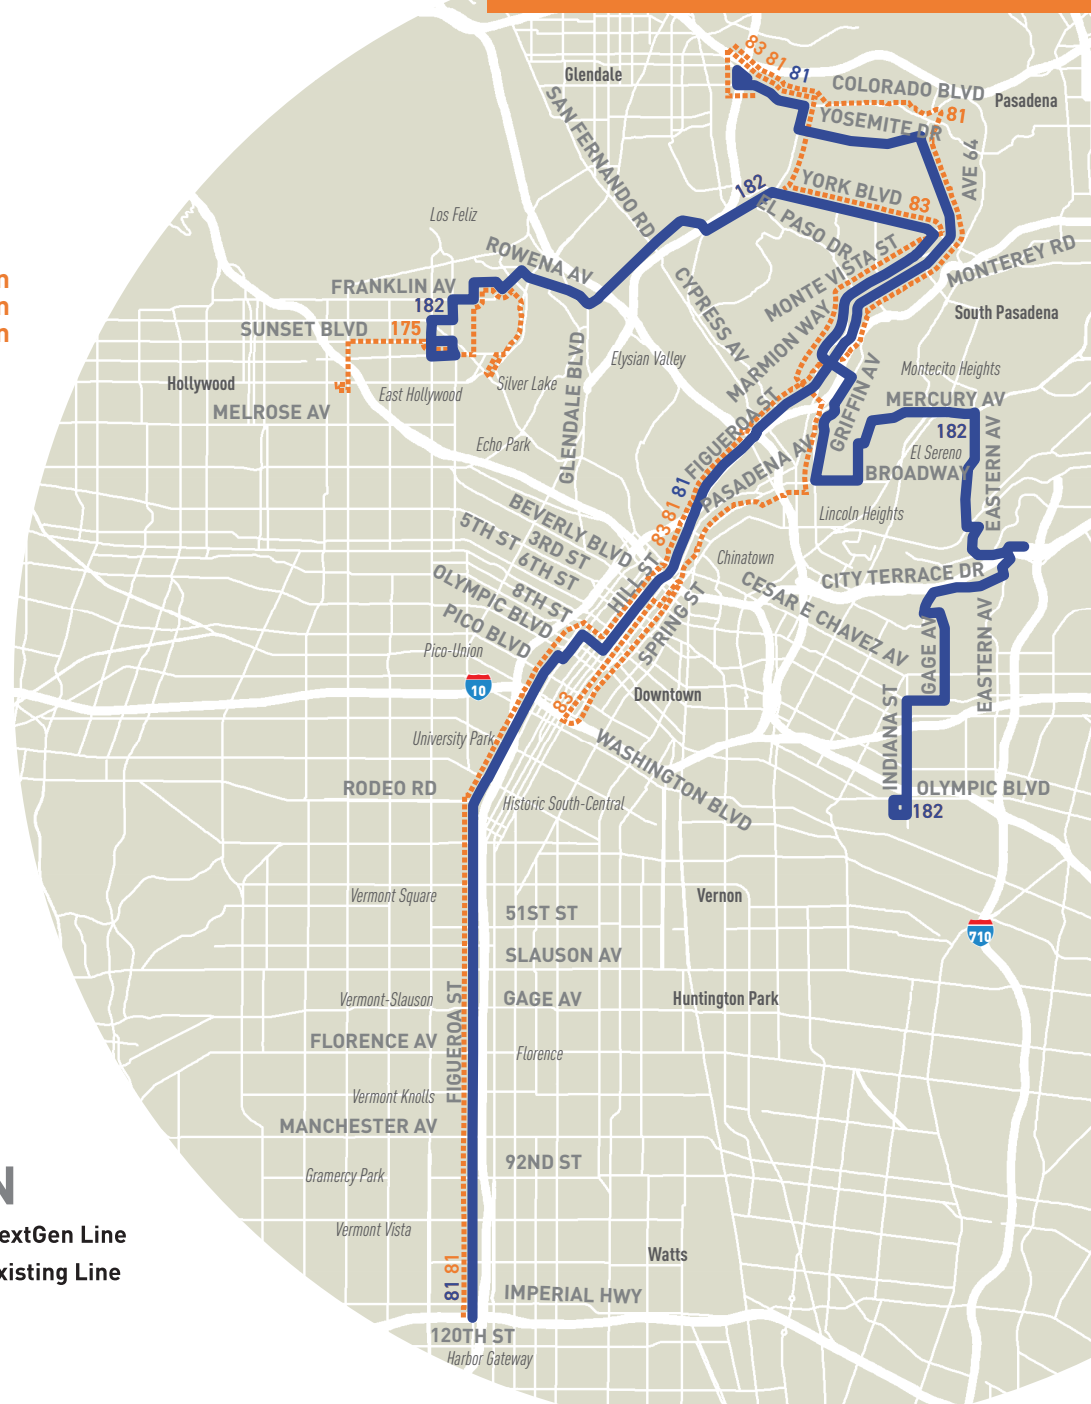 83 81 81
COLORADO BLVD
Glendale
Pasadena
81
YOSEMITE DR
SAN FERNANDO RD
AVE 64
182
YORK BLVD 83
EL PASO DR
Los Feliz
ROWENA AV
MONTE VISTA ST
MONTEREY RD
FRANKLIN AV
182
CYPRESS AV
MARMION WAY
South Pasadena
SUNSET BLVD 175
Elysian Valley
GRIFFIN AV
Montecito Heights
Hollywood
East Hollywood
Silver Lake
GLENDALE BLVD
MELROSE AV
FIGUEROA ST
MERCURY AV
182
EASTERN AV
Echo Park
PASADENA AV
El Sereno
BROADWAY
83 81 81
BEVERLY BLVD
Lincoln Heights
5TH ST
3RD ST
6TH ST
HILL ST
Chinatown
CITY TERRACE DR
OLYMPIC BLVD
8TH ST
CESAR E CHAVEZ AV
PICO BLVD
SPRING ST
Pico-Union
GAGE AV
EASTERN AV
10
83
Downtown
INDIANA ST
University Park
WASHINGTON BLVD
RODEO RD
Historic South-Central
OLYMPIC BLVD
182
Vermont Square
Vernon
51ST ST
710
SLAUSON AV
Vermont-Slauson
GAGE AV
Huntington Park
FIGUEROA ST
FLORENCE AV
Florence
Vermont Knolls
MANCHESTER AV
92ND ST
Gramercy Park
N
Vermont Vista
extGen Line
xisting Line
Watts
81 81
IMPERIAL HWY
120TH ST
Harbor Gateway
n
n
n